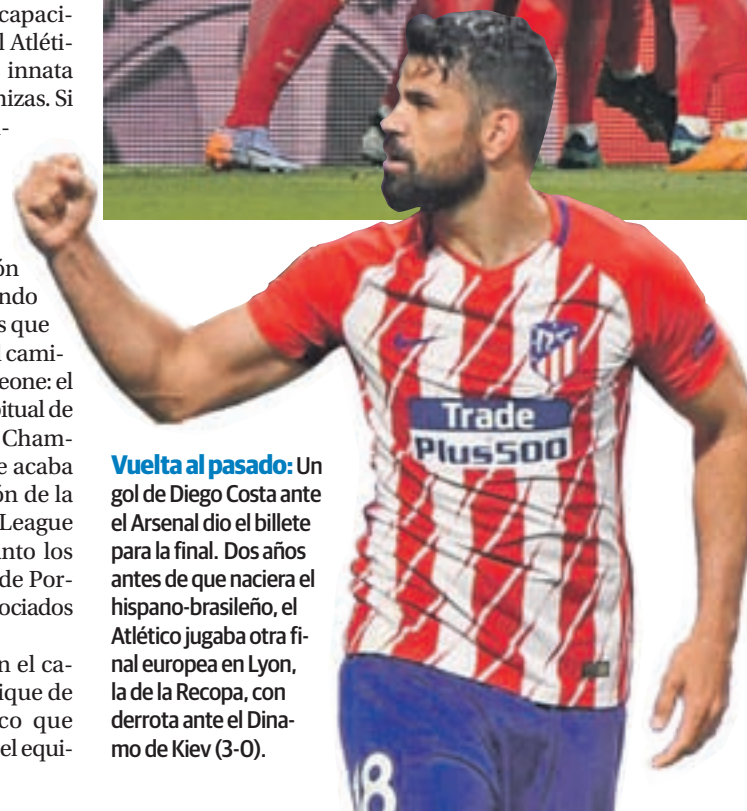 capaci-
l Atléti-
innata
nizas. Si
ón
ndo
s que
l cami-
eone: el
bitual de
Cham-
e acaba
ón de la
League
nto los
de Por-
ociados
n el ca-
ique de
co que
el equi-
Vuelta al pasado: Un
gol de Diego Costa ante
el Arsenal dio el billete
para la final. Dos años
antes de que naciera el
hispano-brasileño, el
Atlético jugaba otra fi-
nal europea en Lyon,
la de la Recopa, con
derrota ante el Dina-
mo de Kiev (3-0).
Trade
Plus500
8